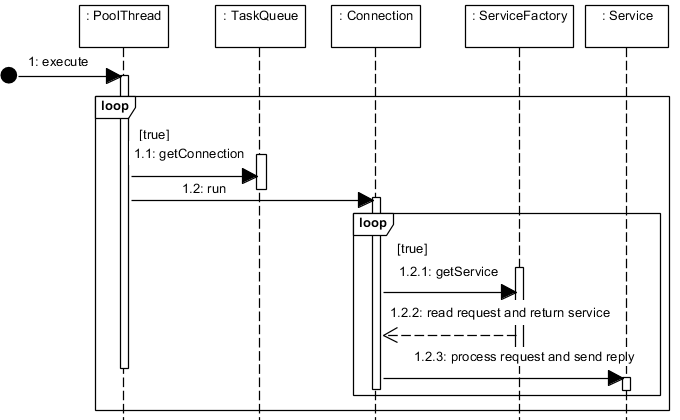 : PoolThread
: TaskQueue
: Connection
: ServiceFactory
: Service
1: execute
loop
[true]
1.1: getConnection
1.2: run
loop
[true]
1.2.1: getService
1.2.2: read request and return service
1.2.3: process request and send reply